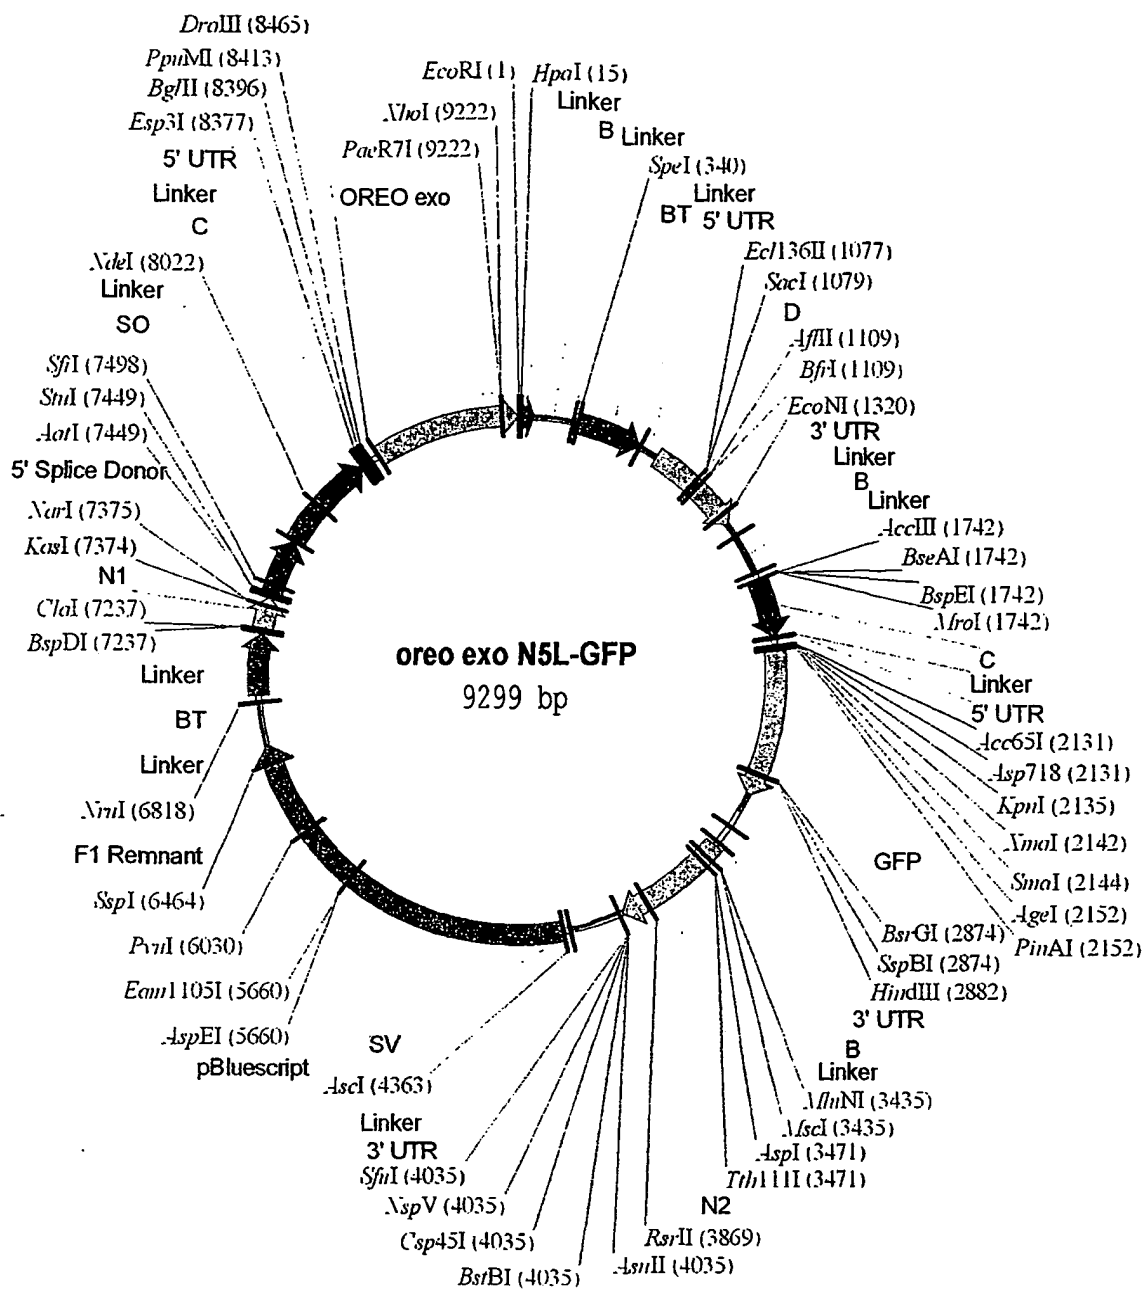 DraIII (8465)
PpuMI (8413)
BglII (8396)
Esp3I (8377)
5' UTR
Linker
C
NdeI (8022)
Linker
SO
SfiI (7498)
StuI (7449)
AatI (7449)
5' Splice Donor
NarI (7375)
KasI (7374)
N1
ClaI (7237)
BspDI (7237)
Linker
BT
Linker
NruI (6818)
F1 Remnant
SspI (6464)
PvuI (6030)
Eam1105I (5660)
AspEI (5660)
pBluescript
EcoRI (1)
XhoI (9222)
PaeR7I (9222)
OREO exo
HpaI (15)
Linker
B
Linker
SpeI (340)
Linker
BT
5' UTR
Ecl136II (1077)
SacI (1079)
D
AflII (1109)
BfrI (1109)
EcoNI (1320)
3' UTR
Linker
B
Linker
AccIII (1742)
BseAI (1742)
BspEI (1742)
MroI (1742)
C
Linker
5' UTR
Acc65I (2131)
Asp718 (2131)
KpnI (2135)
XmaI (2142)
SmaI (2144)
AgeI (2152)
PinAI (2152)
GFP
BsrGI (2874)
SspBI (2874)
HindIII (2882)
3' UTR
B
Linker
MluNI (3435)
MscI (3435)
AspI (3471)
Tth111I (3471)
N2
RsrII (3869)
AsuII (4035)
BstBI (4035)
Csp45I (4035)
NspV (4035)
SfuI (4035)
3' UTR
Linker
AscI (4363)
SV
oreo exo N5L-GFP
9299 bp